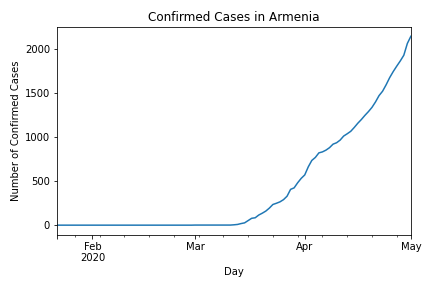 Confirmed Cases in Armenia
Number of Confirmed Cases
2000
1500
1000
500
0
Feb
2020
Mar
Apr
May
Day